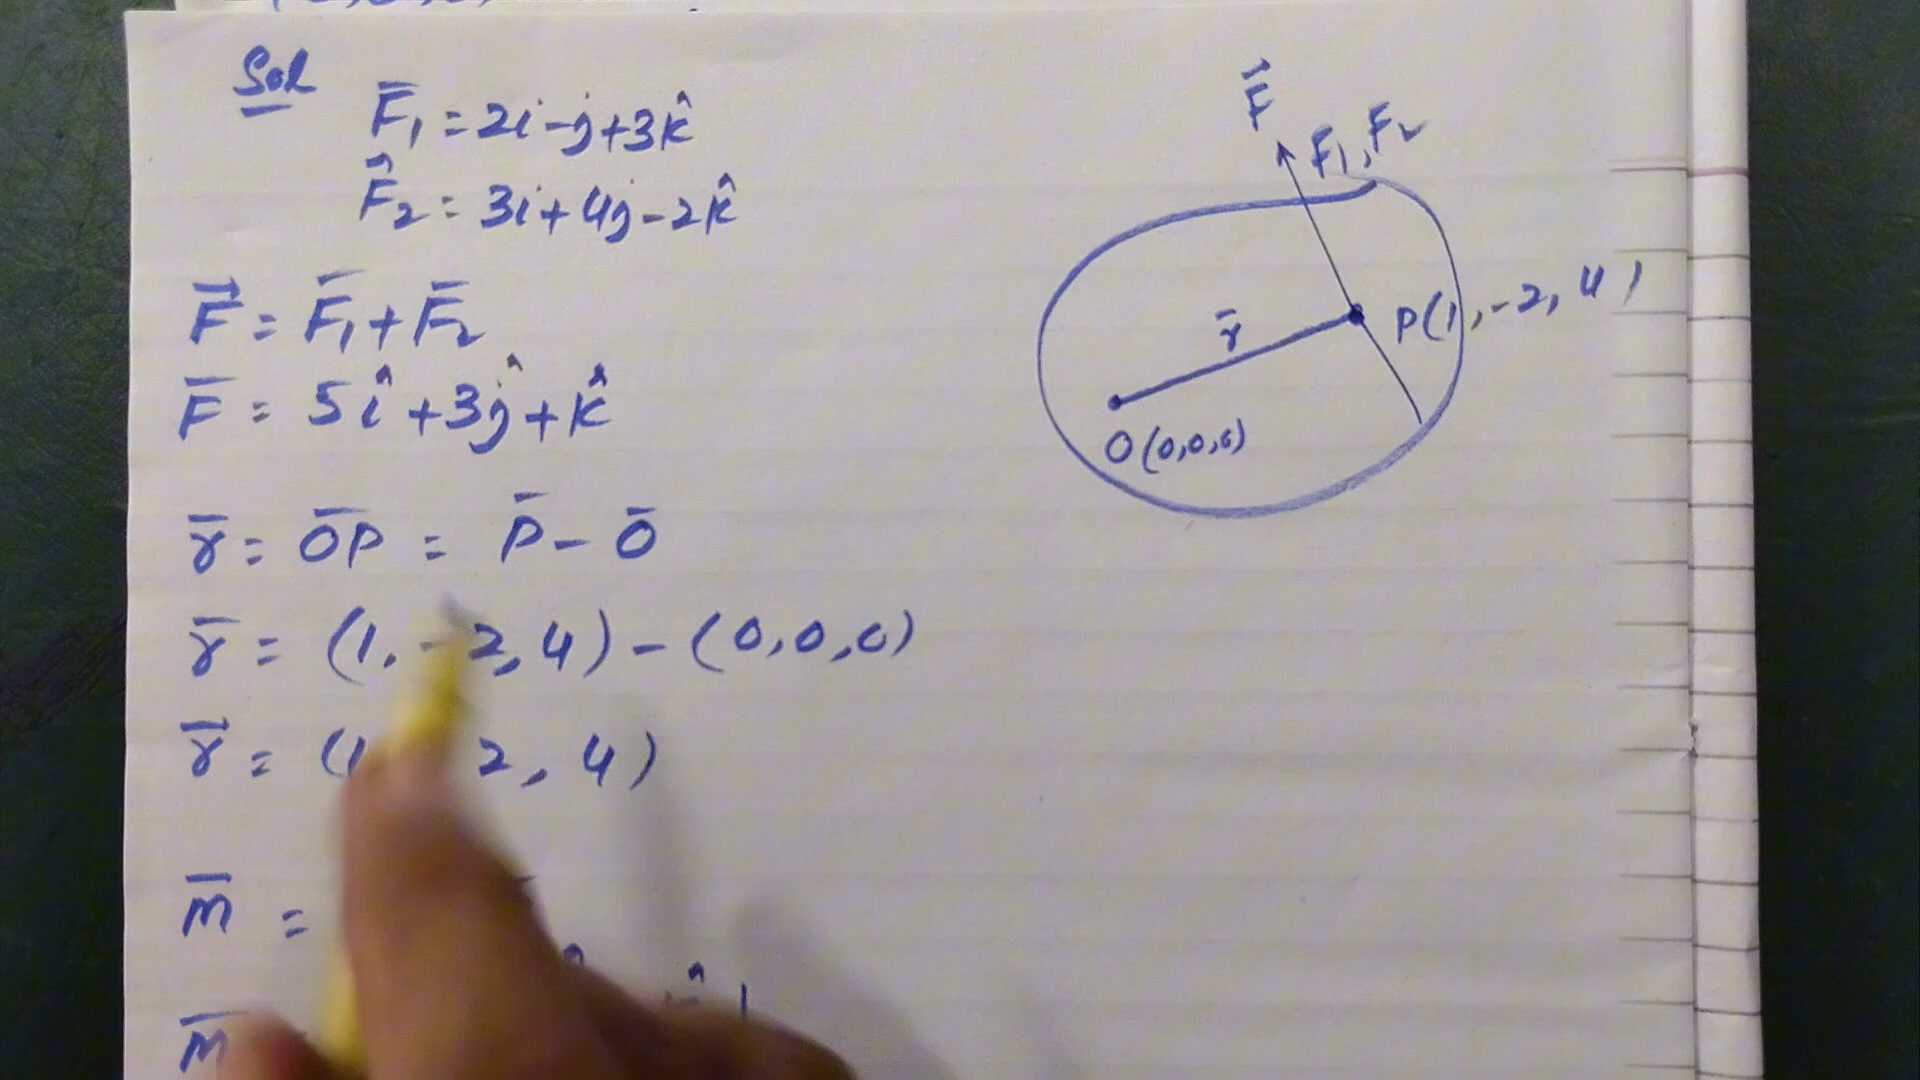 Sol
F̅₁ = 2i-j+3k̂
F̂₂ = 3i+4j-2k̂
F⃗ = F̅₁+F̅₂
F̅ = 5î+3ĵ+k̂
r̅ = O̅P = P̅ - O̅
r̅ = (1,-2,4)-(0,0,0)
r̅ = (1 2,4)
m̅ =
m̅
F⃗
F₁,F₂
P(1,-2,4)
r̅
O(0,0,0)